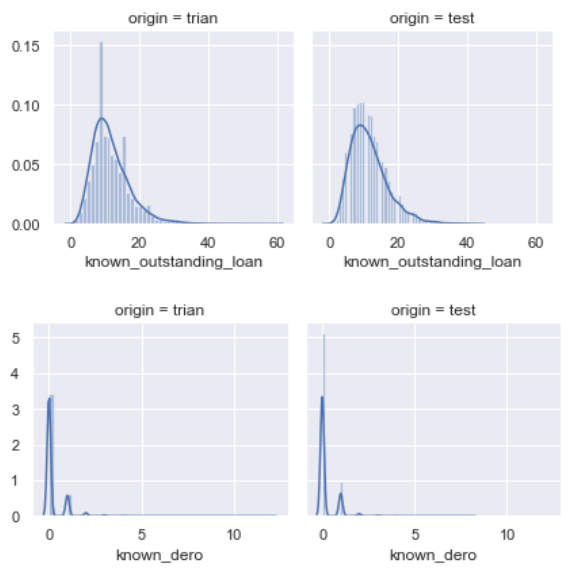 origin = trian origin = test
0.15
0.10
0.05
0.00
0 20 40 60 0 20 40 60
known_outstanding_loan known_outstanding_loan
origin = trian origin = test
5
4
3
2
1
0
0 5 10 0 5 10
known_dero known_dero